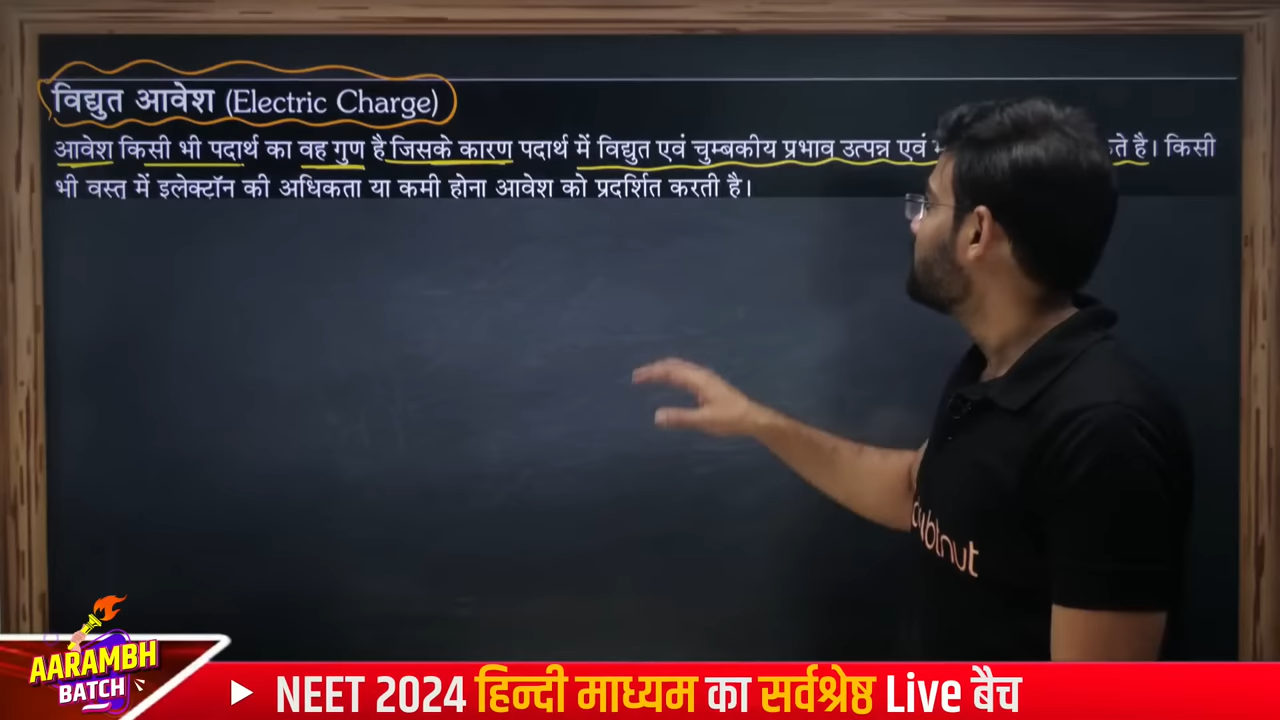 विद्युत आवेश (Electric Charge)
आवेश किसी भी पदार्थ का वह गुण है जिसके कारण पदार्थ में विद्युत एवं चुम्बकीय प्रभाव उत्पन्न एवं है। किसी
भी वस्तु में इलेक्ट्रॉन की अधिकता या कमी होना आवेश को प्रदर्शित करती है।
AARAMBH
BATCH
NEET 2024 हिन्दी माध्यम का सर्वश्रेष्ठ Live बैच